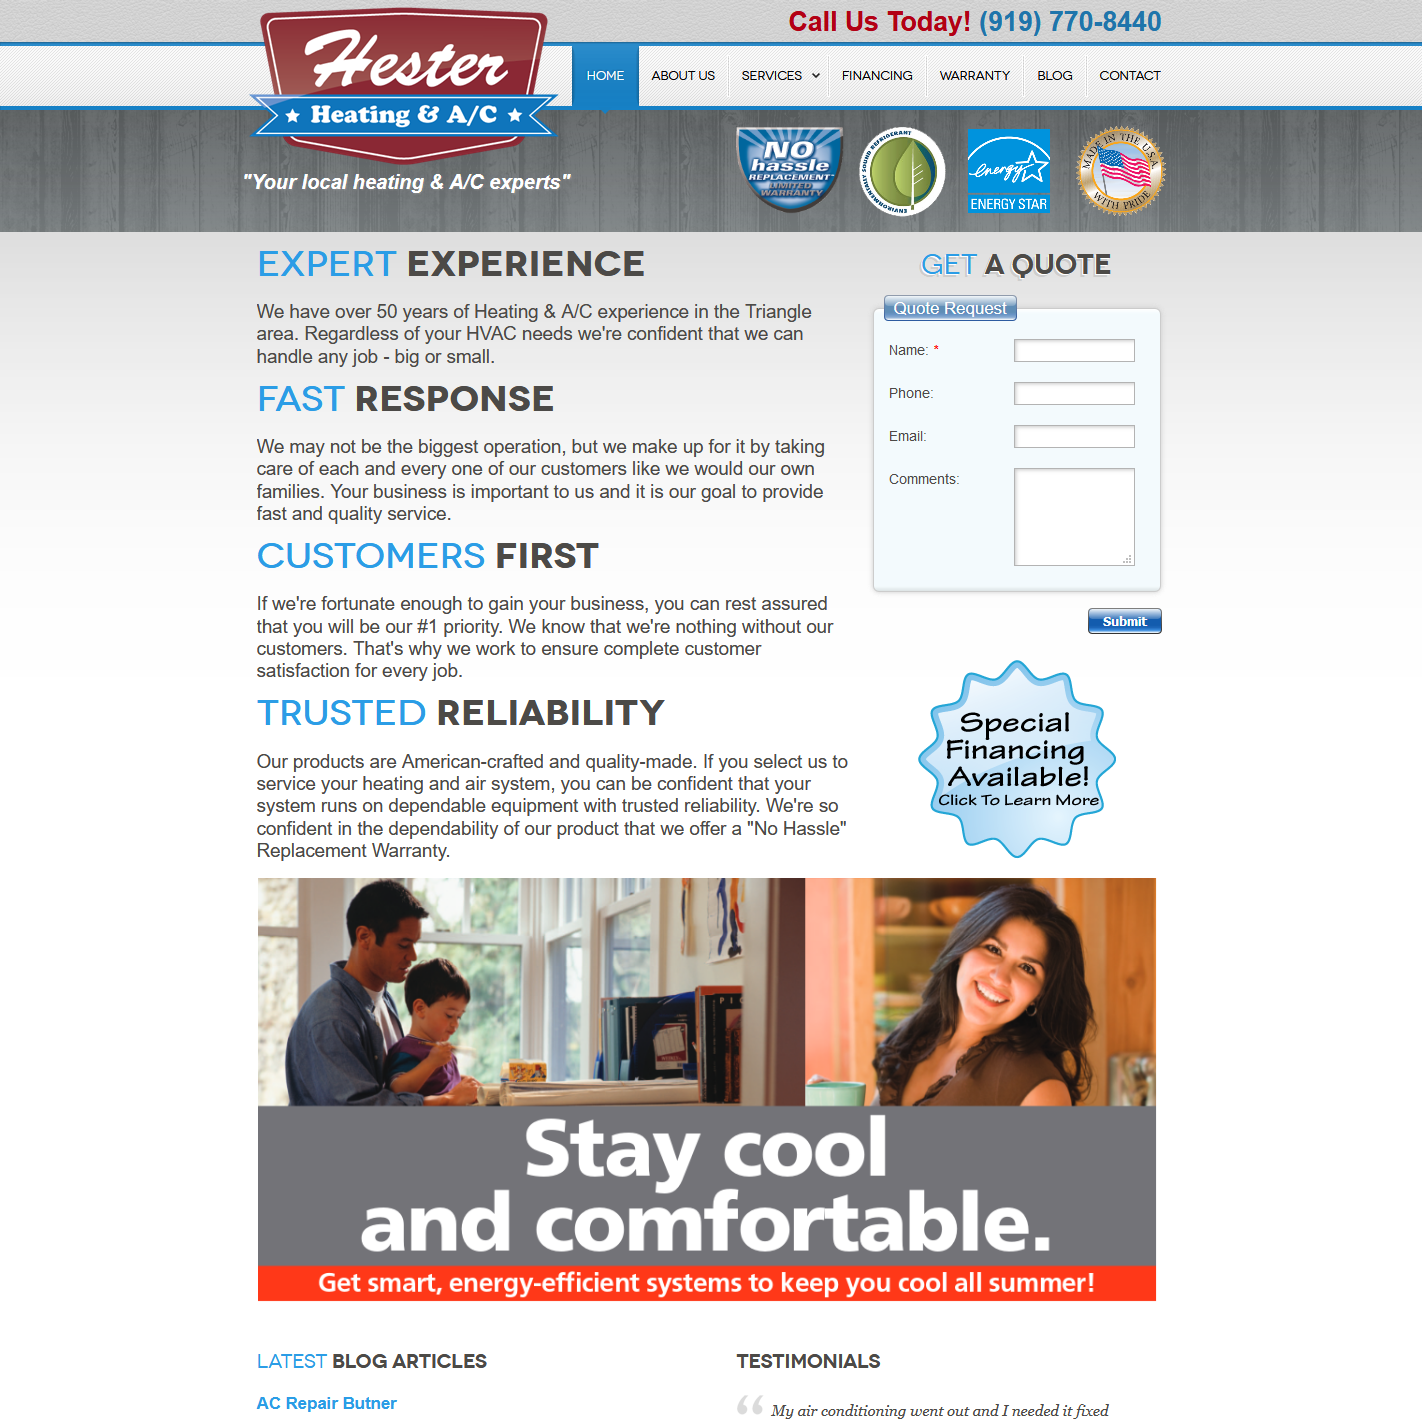 Call Us Today! (919) 770-8440
Hester
Heating & A/C
"Your local heating & A/C experts"
HOME
ABOUT US
SERVICES
FINANCING
WARRANTY
BLOG
CONTACT
NO
hassle
REPLACEMENT™
LIMITED
WARRANTY
ENVIRONMENTALLY SOUND REFRIGERANT
energy
ENERGY STAR
MADE IN THE U.S.A.
WITH PRIDE
EXPERT EXPERIENCE
We have over 50 years of Heating & A/C experience in the Triangle
area. Regardless of your HVAC needs we're confident that we can
handle any job - big or small.
FAST RESPONSE
We may not be the biggest operation, but we make up for it by taking
care of each and every one of our customers like we would our own
families. Your business is important to us and it is our goal to provide
fast and quality service.
CUSTOMERS FIRST
If we're fortunate enough to gain your business, you can rest assured
that you will be our #1 priority. We know that we're nothing without our
customers. That's why we work to ensure complete customer
satisfaction for every job.
TRUSTED RELIABILITY
Our products are American-crafted and quality-made. If you select us to
service your heating and air system, you can be confident that your
system runs on dependable equipment with trusted reliability. We're so
confident in the dependability of our product that we offer a "No Hassle"
Replacement Warranty.
GET A QUOTE
Quote Request
Name: *
Phone:
Email:
Comments:
Submit
Special
Financing
Available!
Click To Learn More
Stay cool
and comfortable.
Get smart, energy-efficient systems to keep you cool all summer!
LATEST BLOG ARTICLES
AC Repair Butner
TESTIMONIALS
“ My air conditioning went out and I needed it fixed